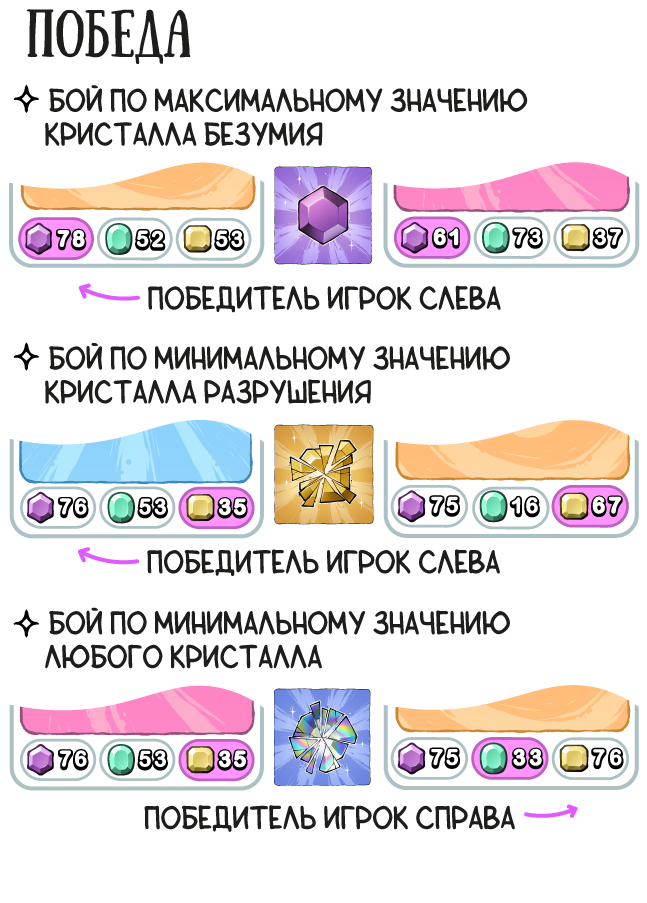 ПОБЕДА
БОЙ ПО МАКСИМАЛЬНОМУ ЗНАЧЕНИЮ
КРИСТАЛЛА БЕЗУМИЯ
78 52 53 61 73 37
ПОБЕДИТЕЛЬ ИГРОК СЛЕВА
БОЙ ПО МИНИМАЛЬНОМУ ЗНАЧЕНИЮ
КРИСТАЛЛА РАЗРУШЕНИЯ
76 53 35 75 16 67
ПОБЕДИТЕЛЬ ИГРОК СЛЕВА
БОЙ ПО МИНИМАЛЬНОМУ ЗНАЧЕНИЮ
ЛЮБОГО КРИСТАЛЛА
76 53 35 75 33 76
ПОБЕДИТЕЛЬ ИГРОК СПРАВА